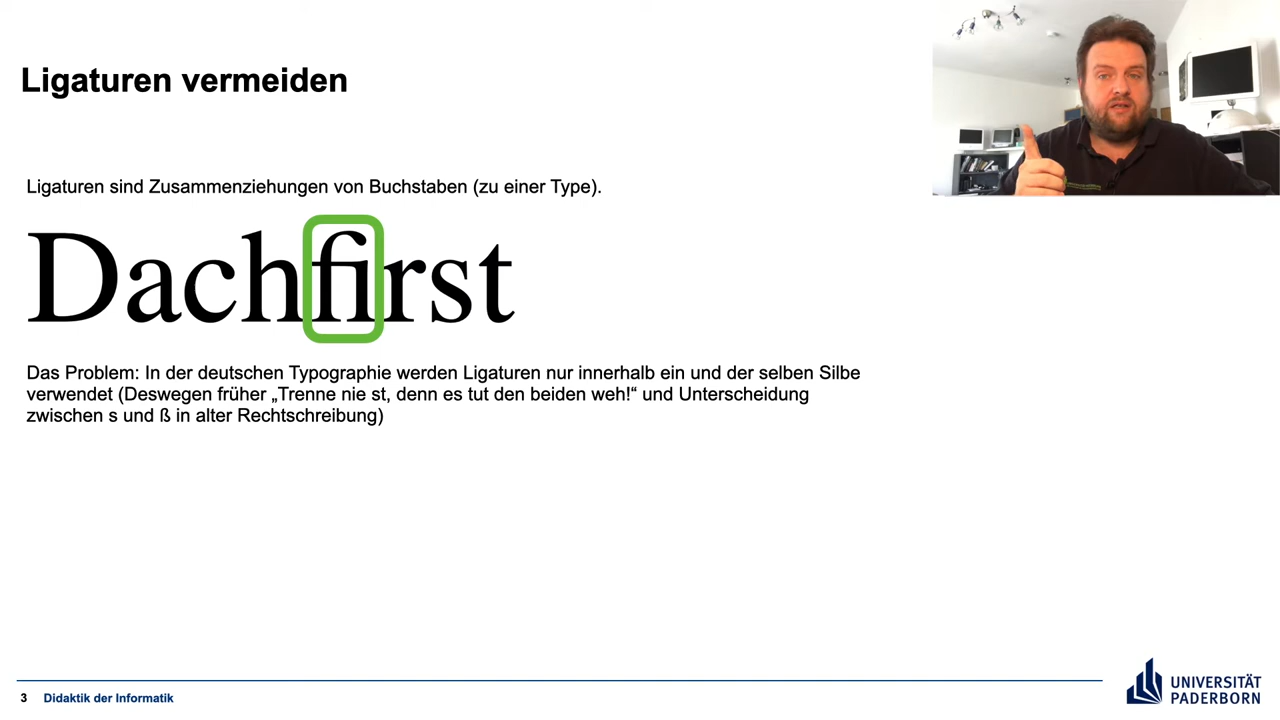 Ligaturen vermeiden
Ligaturen sind Zusammenziehungen von Buchstaben (zu einer Type).
Dachfirst
Das Problem: In der deutschen Typographie werden Ligaturen nur innerhalb ein und der selben Silbe
verwendet (Deswegen früher „Trenne nie st, denn es tut den beiden weh!“ und Unterscheidung
zwischen s und ß in alter Rechtschreibung)
3 Didaktik der Informatik
UNIVERSITÄT
PADERBORN